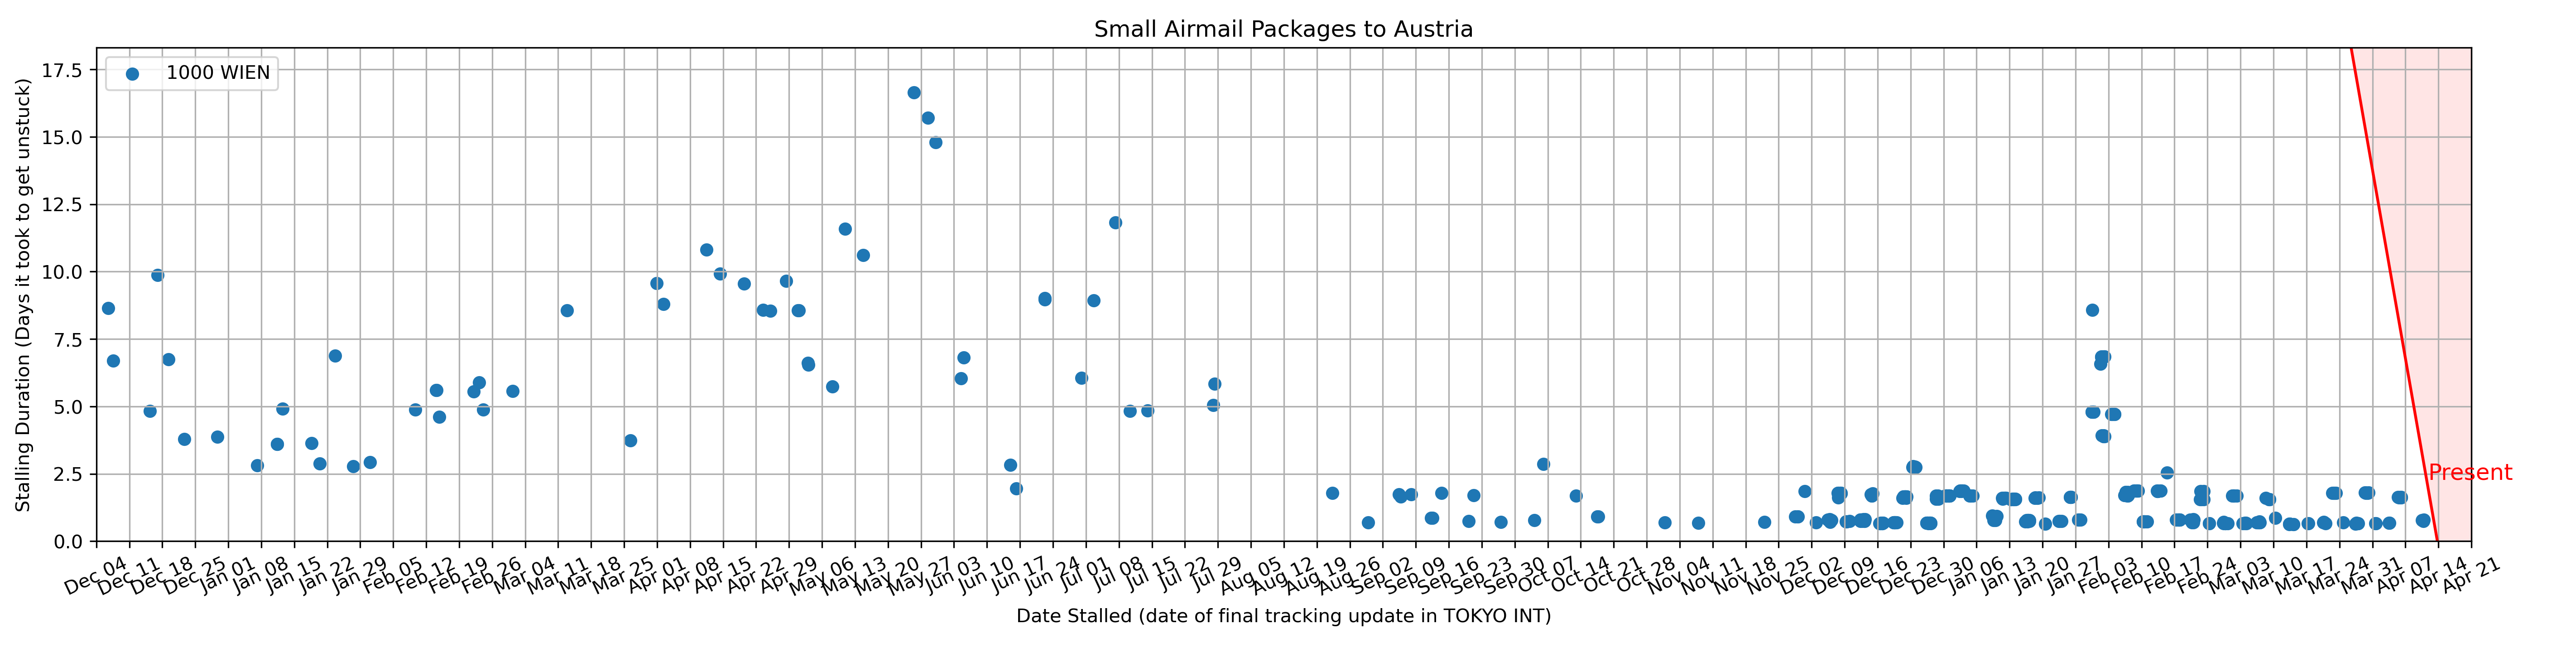 Small Airmail Packages to Austria
1000 WIEN
Stalling Duration (Days it took to get unstuck)
17.5
15.0
12.5
10.0
7.5
5.0
2.5
0.0
Present
Dec 04
Dec 11
Dec 18
Dec 25
Jan 01
Jan 08
Jan 15
Jan 22
Jan 29
Feb 05
Feb 12
Feb 19
Feb 26
Mar 04
Mar 11
Mar 18
Mar 25
Apr 01
Apr 08
Apr 15
Apr 22
Apr 29
May 06
May 13
May 20
May 27
Jun 03
Jun 10
Jun 17
Jun 24
Jul 01
Jul 08
Jul 15
Jul 22
Jul 29
Aug 05
Aug 12
Aug 19
Aug 26
Sep 02
Sep 09
Sep 16
Sep 23
Sep 30
Oct 07
Oct 14
Oct 21
Oct 28
Nov 04
Nov 11
Nov 18
Nov 25
Dec 02
Dec 09
Dec 16
Dec 23
Dec 30
Jan 06
Jan 13
Jan 20
Jan 27
Feb 03
Feb 10
Feb 17
Feb 24
Mar 03
Mar 10
Mar 17
Mar 24
Mar 31
Apr 07
Apr 14
Apr 21
Date Stalled (date of final tracking update in TOKYO INT)